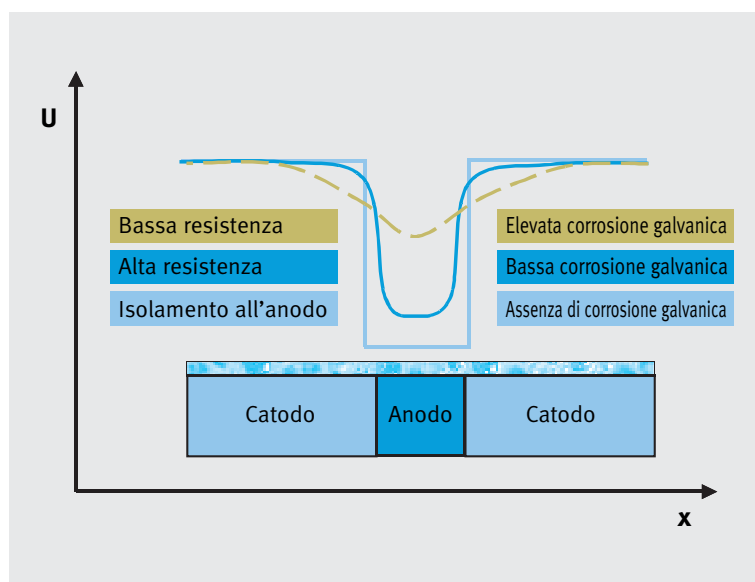 U
Bassa resistenza
Elevata corrosione galvanica
Alta resistenza
Bassa corrosione galvanica
Isolamento all'anodo
Assenza di corrosione galvanica
Catodo
Anodo
Catodo
x